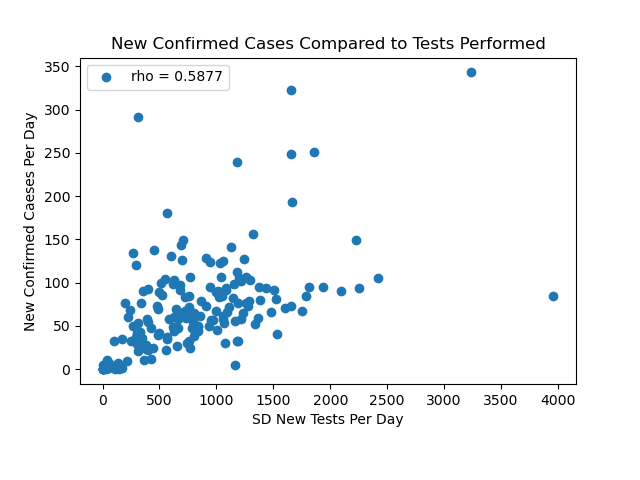 New Confirmed Cases Compared to Tests Performed
rho = 0.5877
350
300
250
200
150
100
50
0
New Confirmed Caeses Per Day
0 500 1000 1500 2000 2500 3000 3500 4000
SD New Tests Per Day